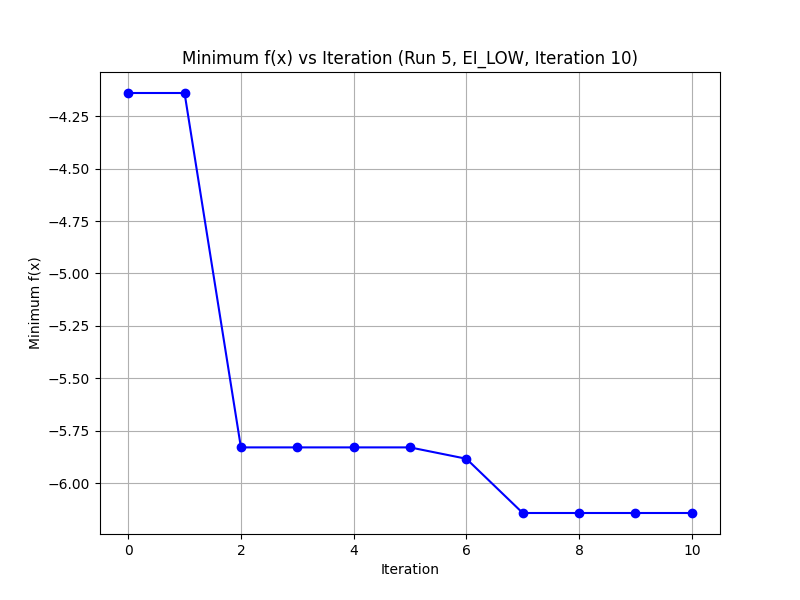 Minimum f(x) vs Iteration (Run 5, EI_LOW, Iteration 10)
−4.25
−4.50
−4.75
−5.00
−5.25
−5.50
−5.75
−6.00
Minimum f(x)
0 2 4 6 8 10
Iteration